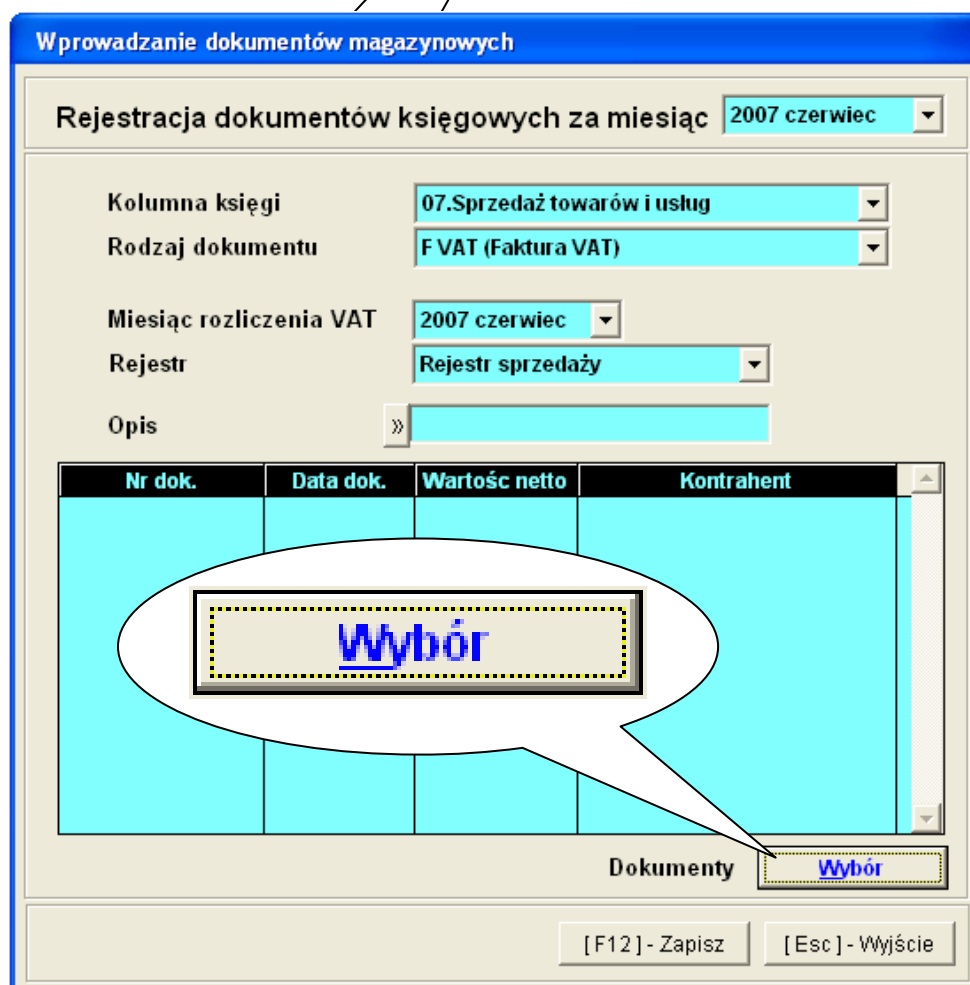 Wprowadzanie dokumentów magazynowych
Rejestracja dokumentów księgowych za miesiąc 2007 czerwiec
Kolumna księgi 07.Sprzedaż towarów i usług
Rodzaj dokumentu F VAT (Faktura VAT)
Miesiąc rozliczenia VAT 2007 czerwiec
Rejestr Rejestr sprzedaży
Opis »
Nr dok. Data dok. Wartośc netto Kontrahent
Wybór
Dokumenty Wybór
[ F12 ] - Zapisz [ Esc ] - Wyjście